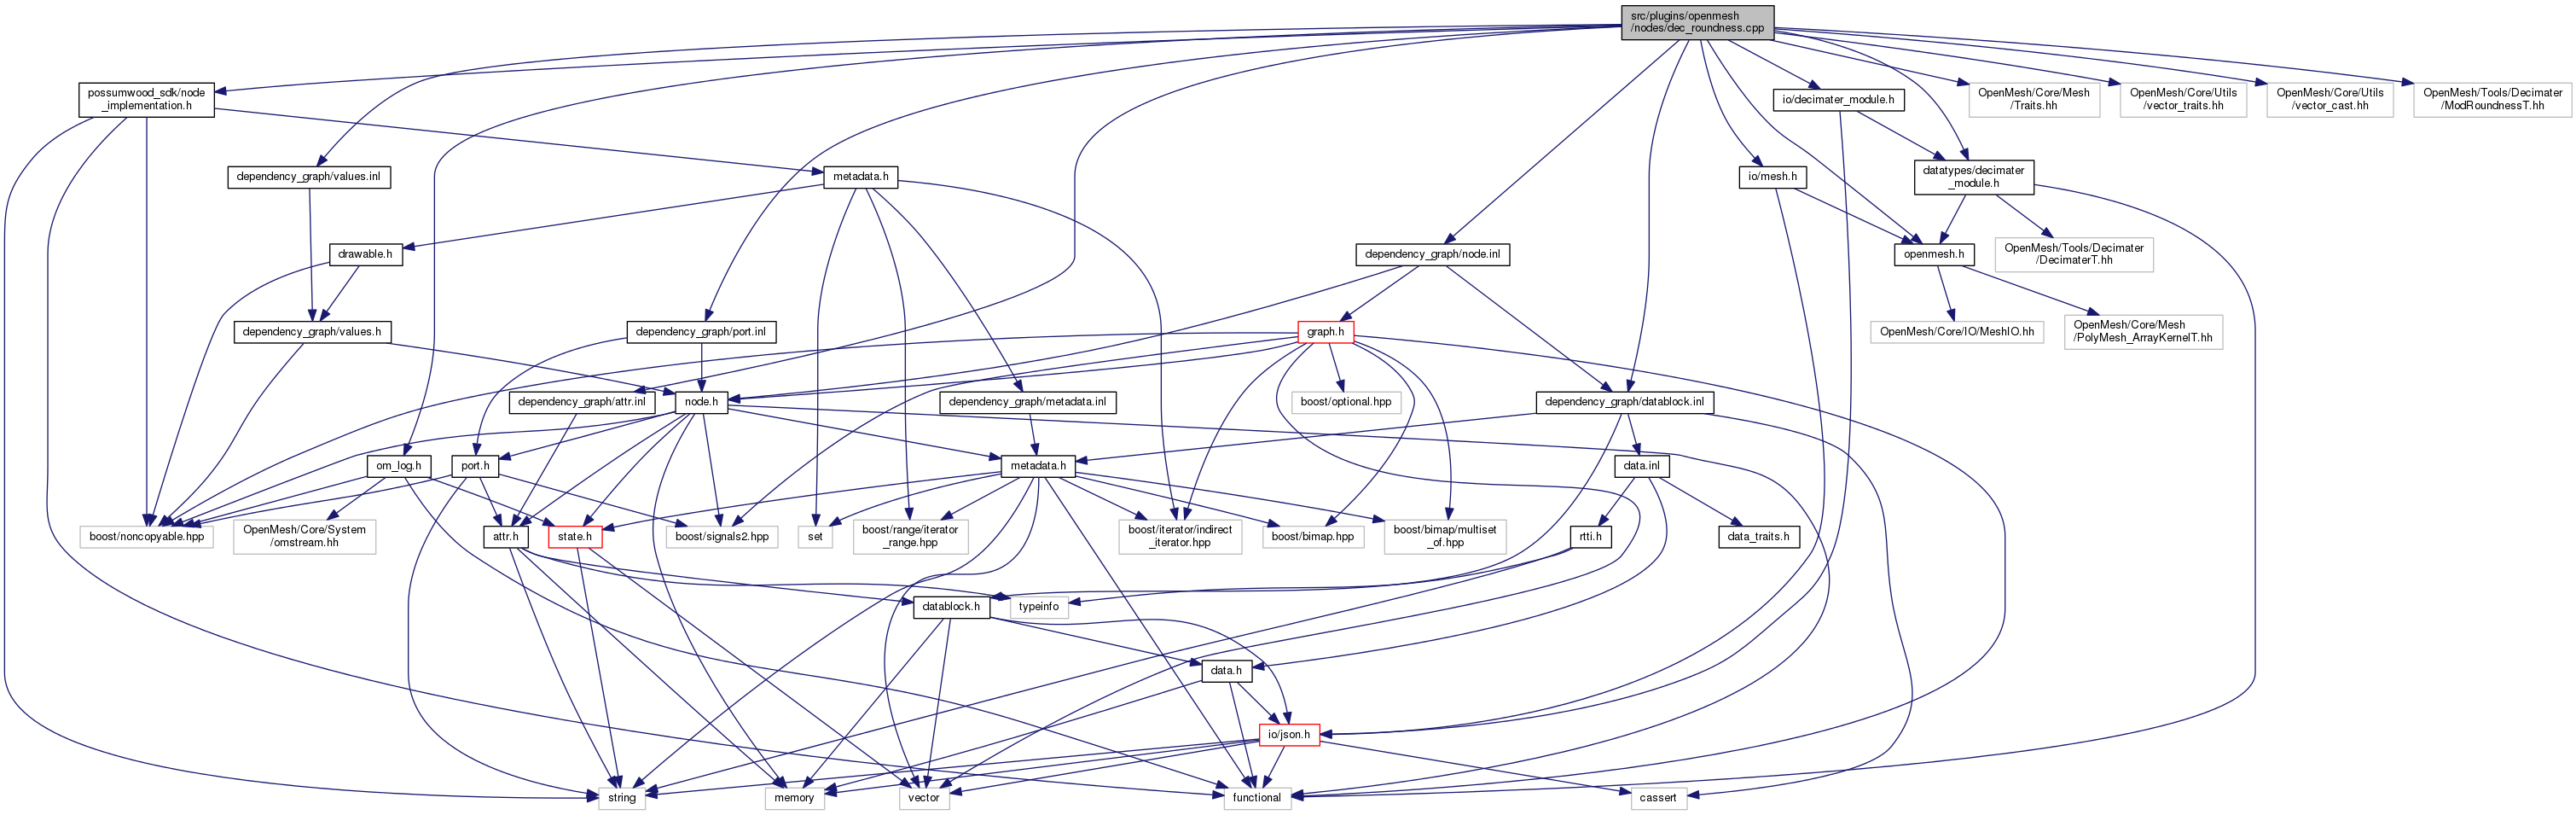 src/plugins/openmesh
/nodes/dec_roundness.cpp
possumwood_sdk/node
_implementation.h
io/decimater_module.h
OpenMesh/Core/Mesh
/Traits.hh
OpenMesh/Core/Utils
/vector_traits.hh
OpenMesh/Core/Utils
/vector_cast.hh
OpenMesh/Tools/Decimater
/ModRoundnessT.hh
dependency_graph/values.inl
metadata.h
io/mesh.h
datatypes/decimater
_module.h
drawable.h
dependency_graph/node.inl
openmesh.h
OpenMesh/Tools/Decimater
/DecimaterT.hh
dependency_graph/values.h
dependency_graph/port.inl
graph.h
OpenMesh/Core/IO/MeshIO.hh
OpenMesh/Core/Mesh
/PolyMesh_ArrayKernelT.hh
dependency_graph/attr.inl
node.h
dependency_graph/metadata.inl
boost/optional.hpp
dependency_graph/datablock.inl
om_log.h
port.h
metadata.h
data.inl
boost/noncopyable.hpp
OpenMesh/Core/System
/omstream.hh
attr.h
state.h
boost/signals2.hpp
set
boost/range/iterator
_range.hpp
boost/iterator/indirect
_iterator.hpp
boost/bimap.hpp
boost/bimap/multiset
_of.hpp
rtti.h
data_traits.h
datablock.h
typeinfo
data.h
io/json.h
string
memory
vector
functional
cassert